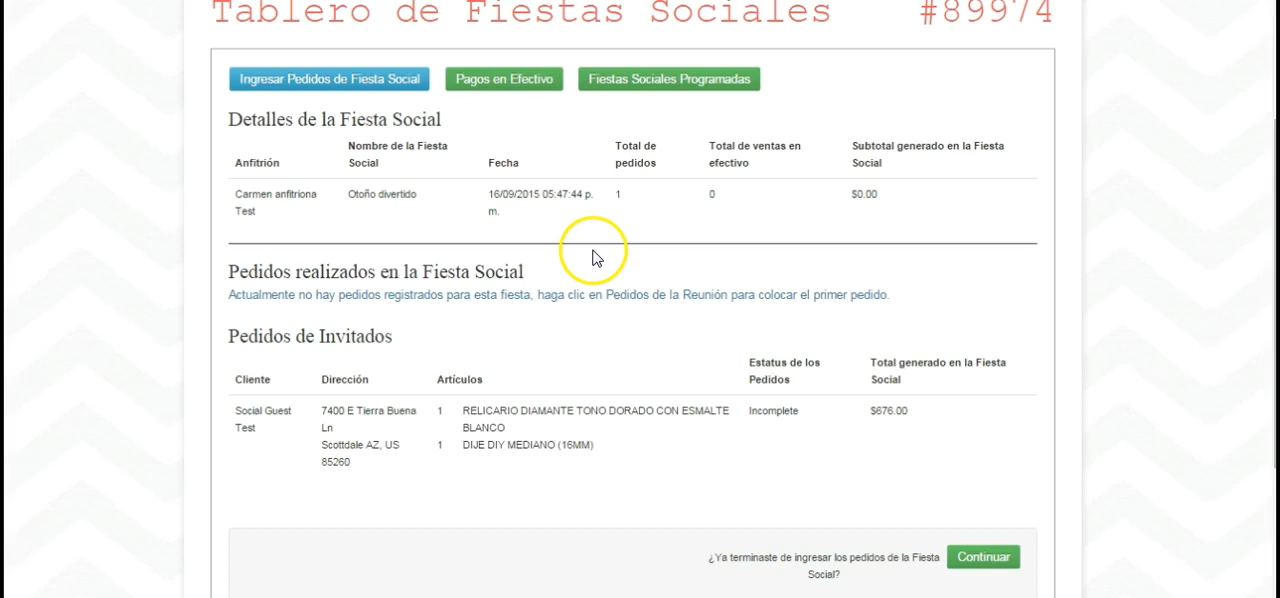 Tablero de Fiestas Sociales #89974
Ingresar Pedidos de Fiesta Social Pagos en Efectivo Fiestas Sociales Programadas
Detalles de la Fiesta Social
Anfitrión Nombre de la Fiesta Social Fecha Total de pedidos Total de ventas en efectivo Subtotal generado en la Fiesta Social
Carmen anfitriona Test Otoño divertido 16/09/2015 05:47:44 p. m. 1 0 $0.00
Pedidos realizados en la Fiesta Social
Actualmente no hay pedidos registrados para esta fiesta, haga clic en Pedidos de la Reunión para colocar el primer pedido.
Pedidos de Invitados
Cliente Dirección Artículos Estatus de los Pedidos Total generado en la Fiesta Social
Social Guest Test 7400 E Tierra Buena Ln Scottdale AZ, US 85260 1 RELICARIO DIAMANTE TONO DORADO CON ESMALTE BLANCO Incomplete $676.00
1 DIJE DIY MEDIANO (16MM)
¿Ya terminaste de ingresar los pedidos de la Fiesta Social? Continuar